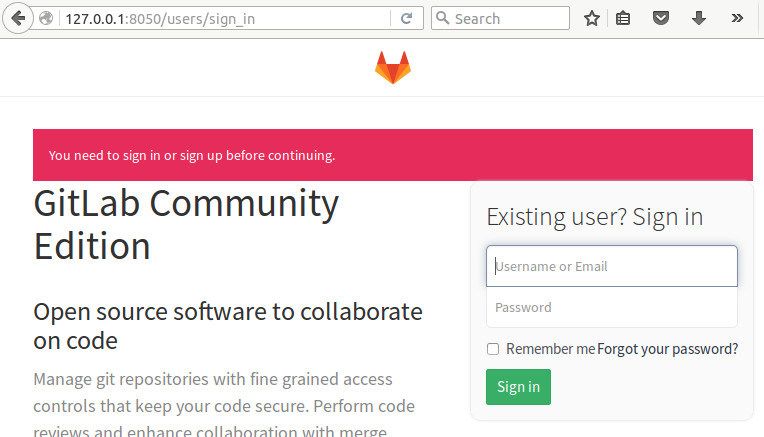 127.0.0.1:8050/users/sign_in
Search
You need to sign in or sign up before continuing.
GitLab Community
Edition
Open source software to collaborate
on code
Manage git repositories with fine grained access
controls that keep your code secure. Perform code
reviews and enhance collaboration with merge
Existing user? Sign in
Username or Email
Password
Remember me Forgot your password?
Sign in